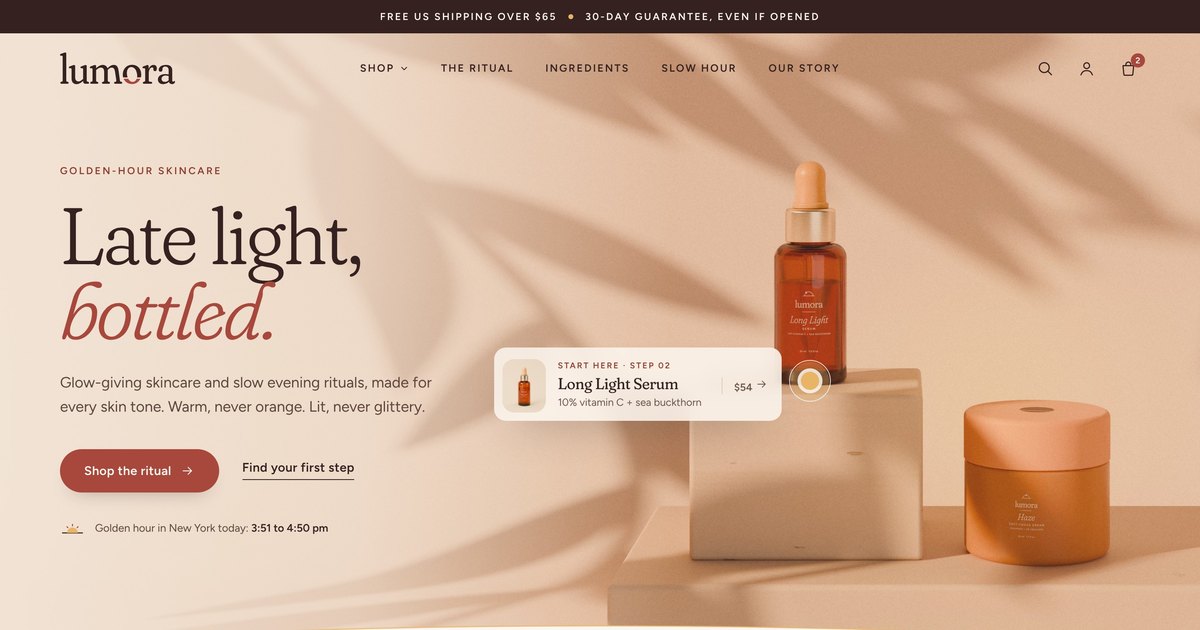 FREE US SHIPPING OVER $65 • 30-DAY GUARANTEE, EVEN IF OPENED
lumora
SHOP
THE RITUAL
INGREDIENTS
SLOW HOUR
OUR STORY
2
GOLDEN-HOUR SKINCARE
Late light,
bottled.
Glow-giving skincare and slow evening rituals, made for
every skin tone. Warm, never orange. Lit, never glittery.
Shop the ritual →
Find your first step
Golden hour in New York today: 3:51 to 4:50 pm
START HERE · STEP 02
Long Light Serum
10% vitamin C + sea buckthorn
$54 →
lumora
Long Light
SERUM
lumora
Haze